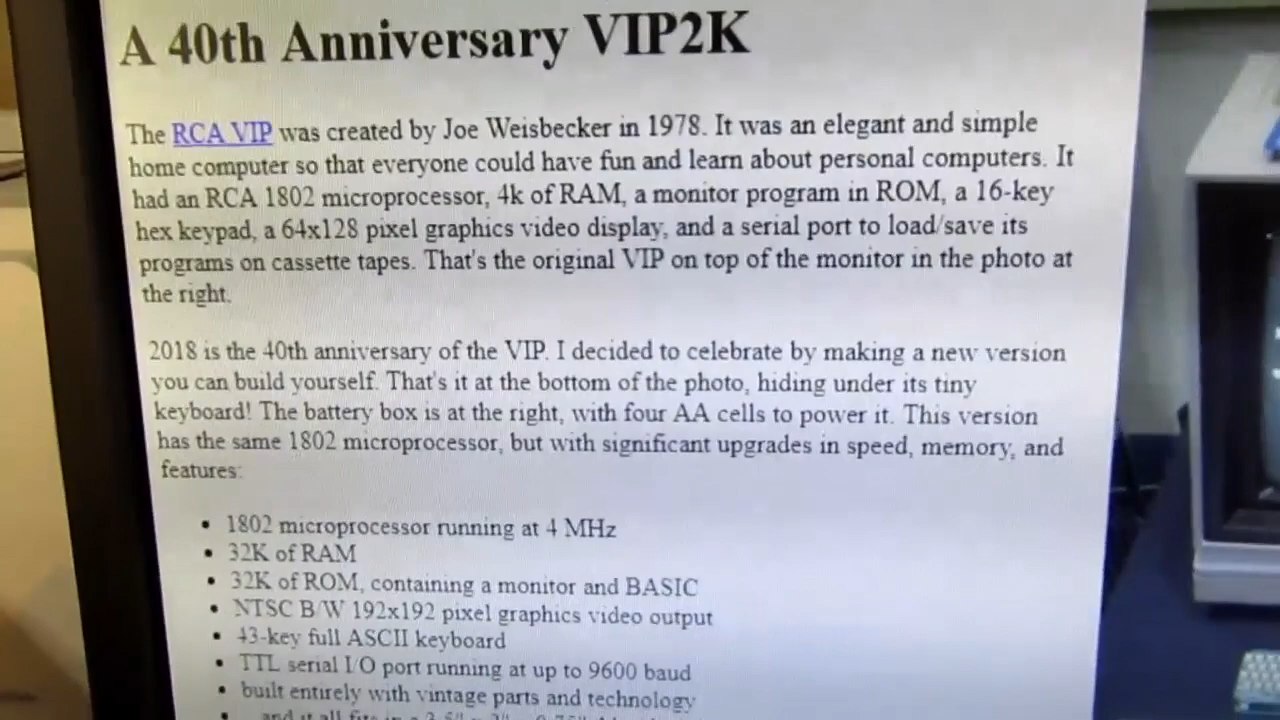 A 40th Anniversary VIP2K
The RCA VIP was created by Joe Weisbecker in 1978. It was an elegant and simple
home computer so that everyone could have fun and learn about personal computers. It
had an RCA 1802 microprocessor, 4k of RAM, a monitor program in ROM, a 16-key
hex keypad, a 64x128 pixel graphics video display, and a serial port to load/save its
programs on cassette tapes. That's the original VIP on top of the monitor in the photo at
the right.
2018 is the 40th anniversary of the VIP. I decided to celebrate by making a new version
you can build yourself. That's it at the bottom of the photo, hiding under its tiny
keyboard! The battery box is at the right, with four AA cells to power it. This version
has the same 1802 microprocessor, but with significant upgrades in speed, memory, and
features:
• 1802 microprocessor running at 4 MHz
• 32K of RAM
• 32K of ROM, containing a monitor and BASIC
• NTSC B/W 192x192 pixel graphics video output
• 43-key full ASCII keyboard
• TTL serial I/O port running at up to 9600 baud
• built entirely with vintage parts and technology
• and it all fits in a